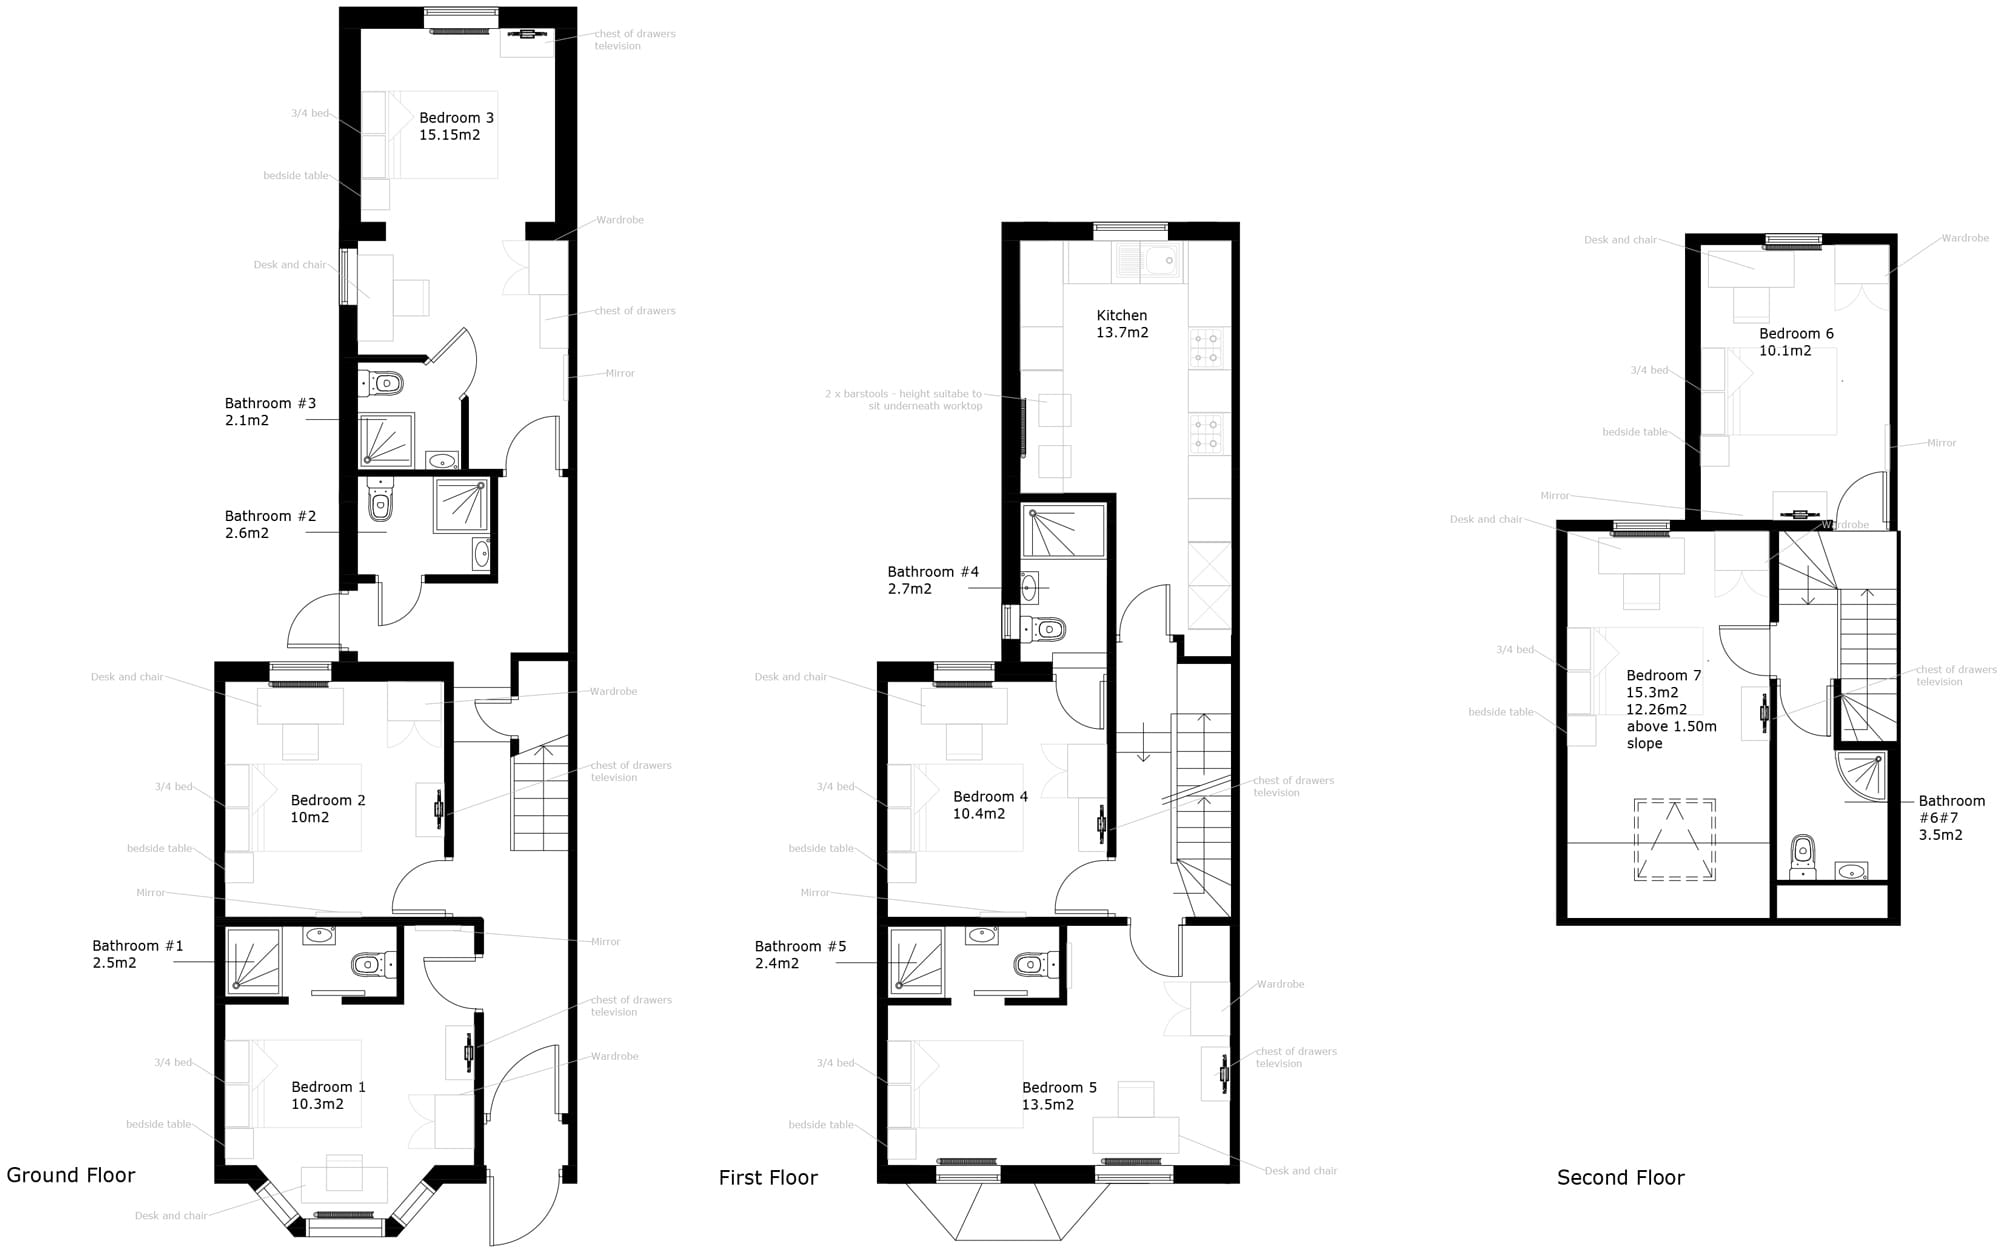 chest of drawers
television
3/4 bed
Bedroom 3
15.15m2
bedside table
Wardrobe
Desk and chair
chest of drawers
Mirror
Bathroom #3
2.1m2
Bathroom #2
2.6m2
Desk and chair
Wardrobe
chest of drawers
television
3/4 bed
Bedroom 2
10m2
bedside table
Mirror
Bathroom #1
2.5m2
Mirror
chest of drawers
television
3/4 bed
Wardrobe
Bedroom 1
10.3m2
bedside table
Desk and chair
Ground Floor
Kitchen
13.7m2
2 x barstools - height suitabe to
sit underneath worktop
Bathroom #4
2.7m2
Desk and chair
3/4 bed
Bedroom 4
10.4m2
chest of drawers
television
bedside table
Mirror
Bathroom #5
2.4m2
Wardrobe
chest of drawers
television
3/4 bed
Bedroom 5
13.5m2
bedside table
Desk and chair
First Floor
Desk and chair
Wardrobe
Bedroom 6
10.1m2
3/4 bed
bedside table
Mirror
Mirror
Desk and chair
Wardrobe
3/4 bed
Bedroom 7
15.3m2
12.26m2
above 1.50m
slope
chest of drawers
television
bedside table
Bathroom
#6#7
3.5m2
Second Floor